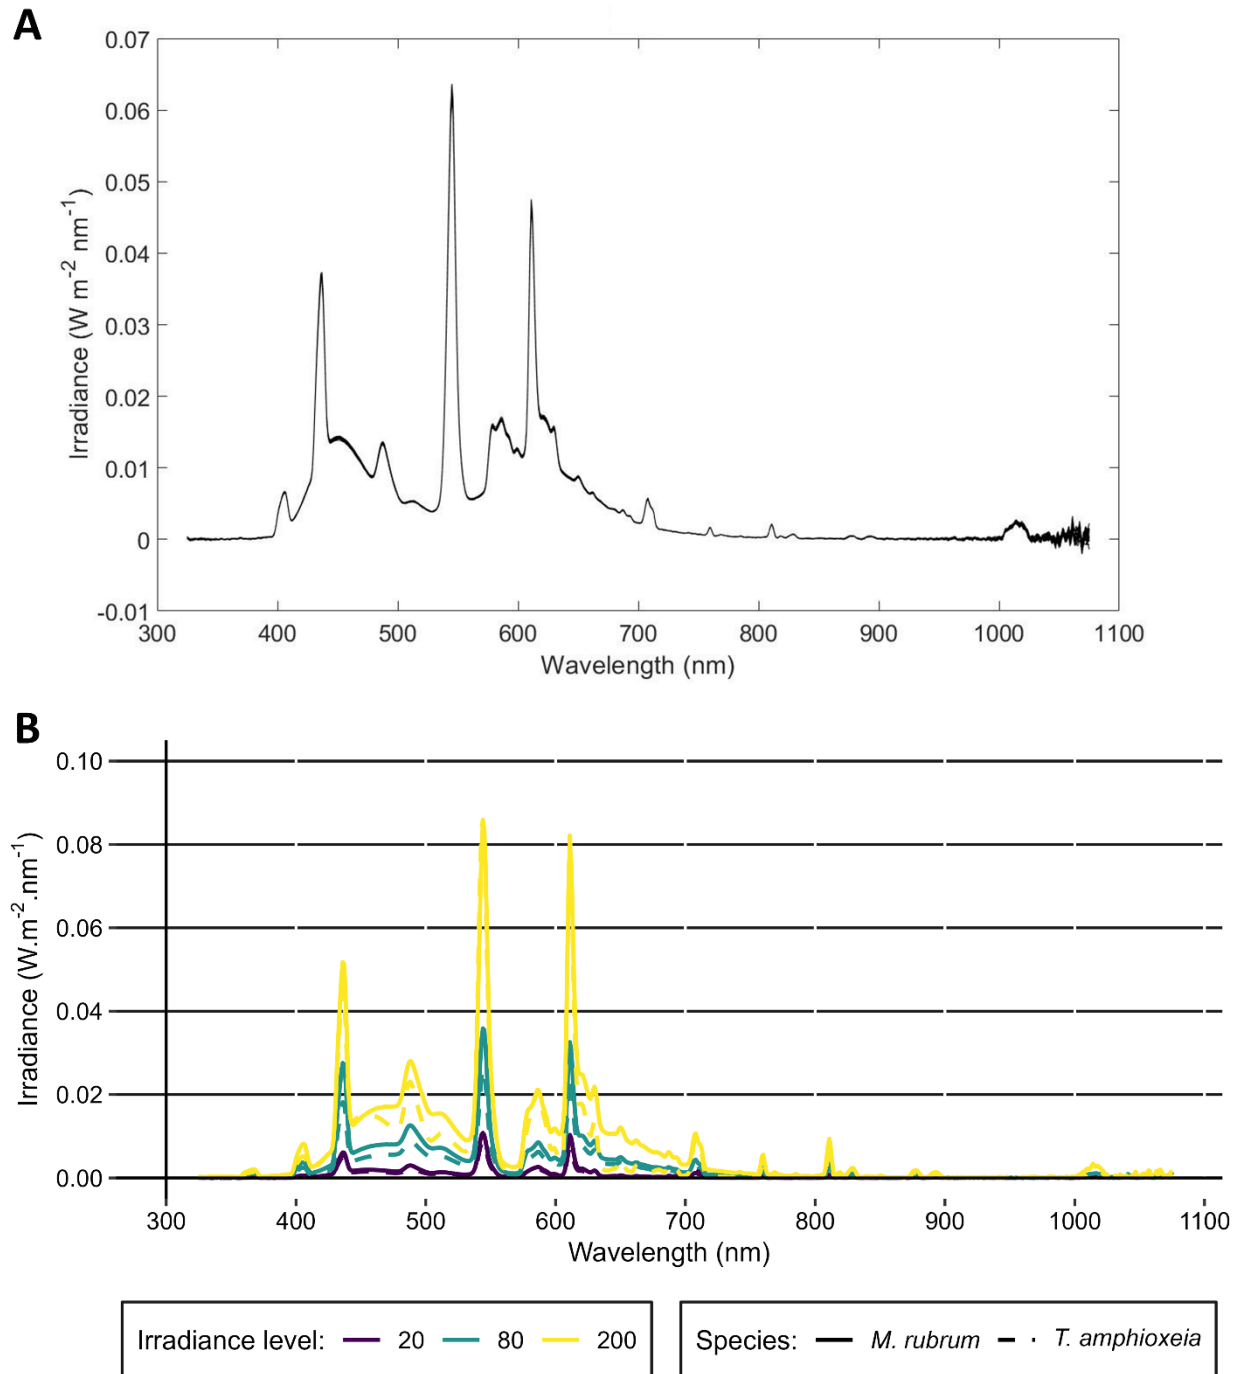 A
0.07
0.06
0.05
0.04
0.03
0.02
0.01
0
-0.01
Irradiance (W m-2 nm-1)
300 400 500 600 700 800 900 1000 1100
Wavelength (nm)
B
0.10
0.08
0.06
0.04
0.02
0.00
Irradiance (W.m-2.nm-1)
300 400 500 600 700 800 900 1000 1100
Wavelength (nm)
Irradiance level: 20 80 200
Species: M. rubrum T. amphioxeia